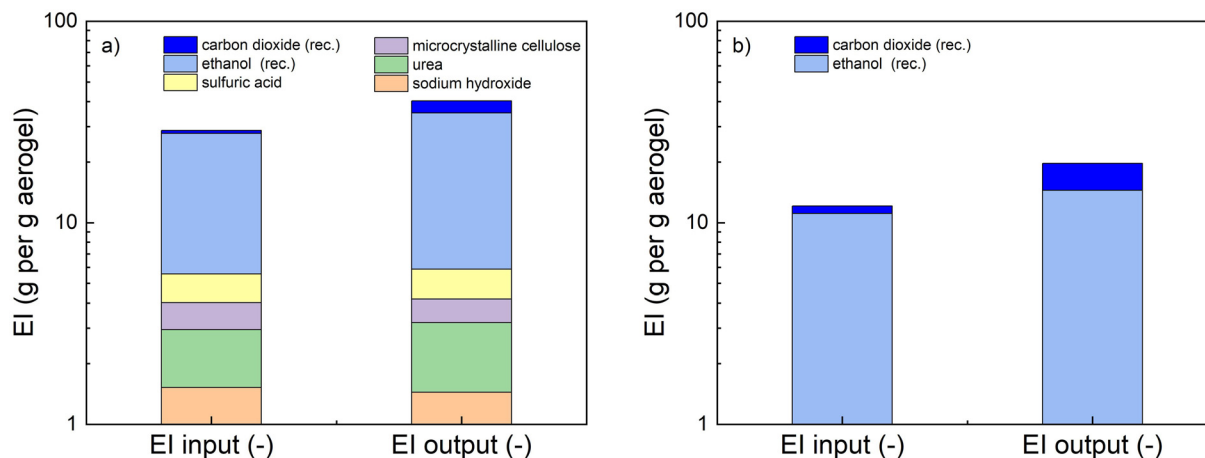 a)
carbon dioxide (rec.)
ethanol (rec.)
sulfuric acid
microcrystalline cellulose
urea
sodium hydroxide
EI (g per g aerogel)
100
10
1
EI input (-)
EI output (-)
b)
carbon dioxide (rec.)
ethanol (rec.)
EI (g per g aerogel)
100
10
1
EI input (-)
EI output (-)